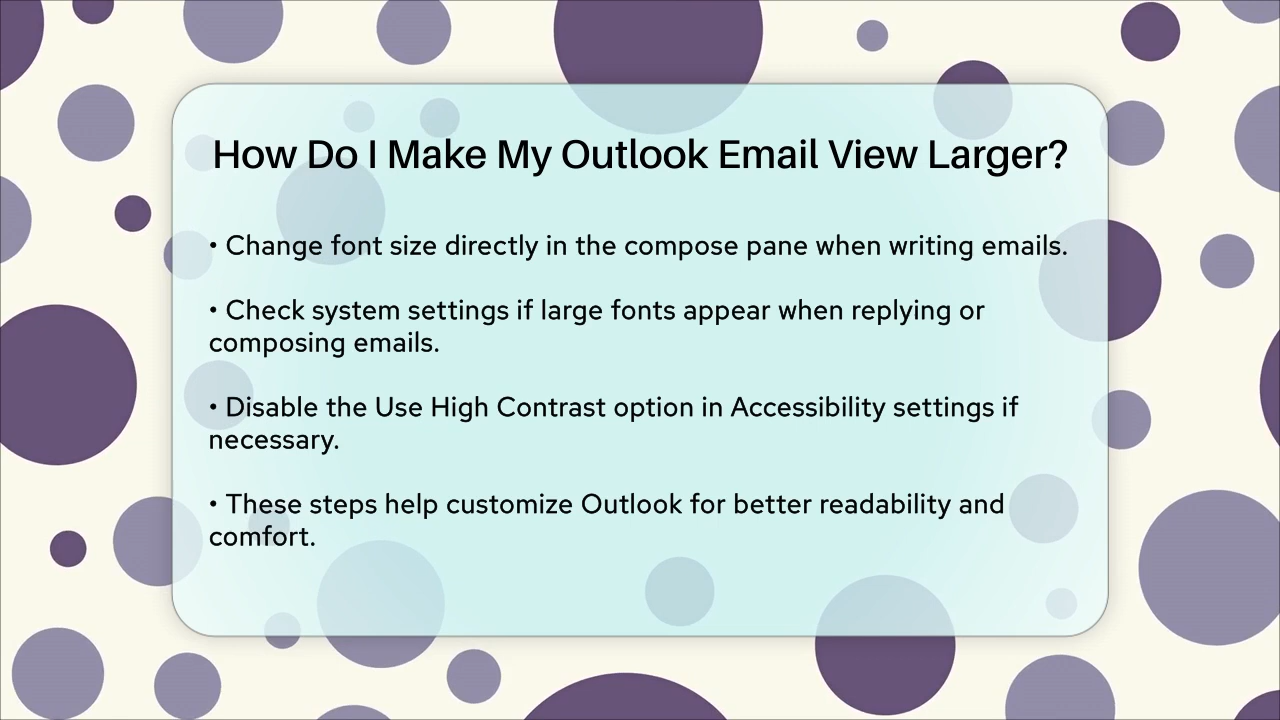 How Do I Make My Outlook Email View Larger?
• Change font size directly in the compose pane when writing emails.
• Check system settings if large fonts appear when replying or
composing emails.
• Disable the Use High Contrast option in Accessibility settings if
necessary.
• These steps help customize Outlook for better readability and
comfort.